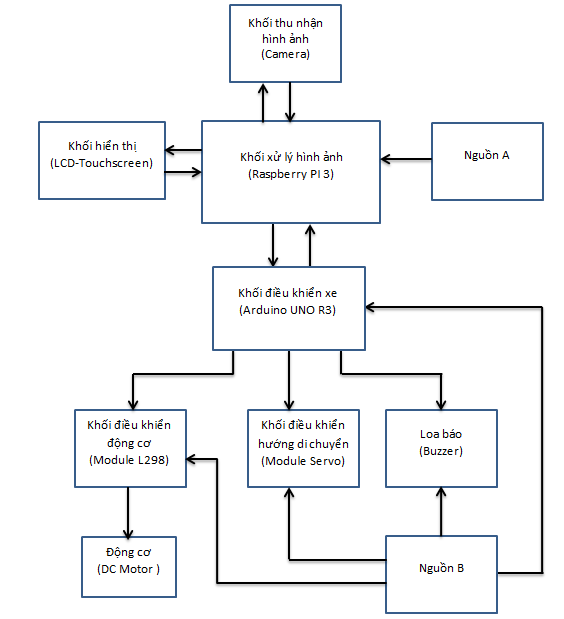 Khối thu nhận
hình ảnh
(Camera)
Khối hiển thị
(LCD-Touchscreen)
Khối xử lý hình ảnh
(Raspberry PI 3)
Nguồn A
Khối điều khiển xe
(Arduino UNO R3)
Khối điều khiển
động cơ
(Module L298)
Khối điều khiển
hướng di chuyển
(Module Servo)
Loa báo
(Buzzer)
Động cơ
(DC Motor )
Nguồn B